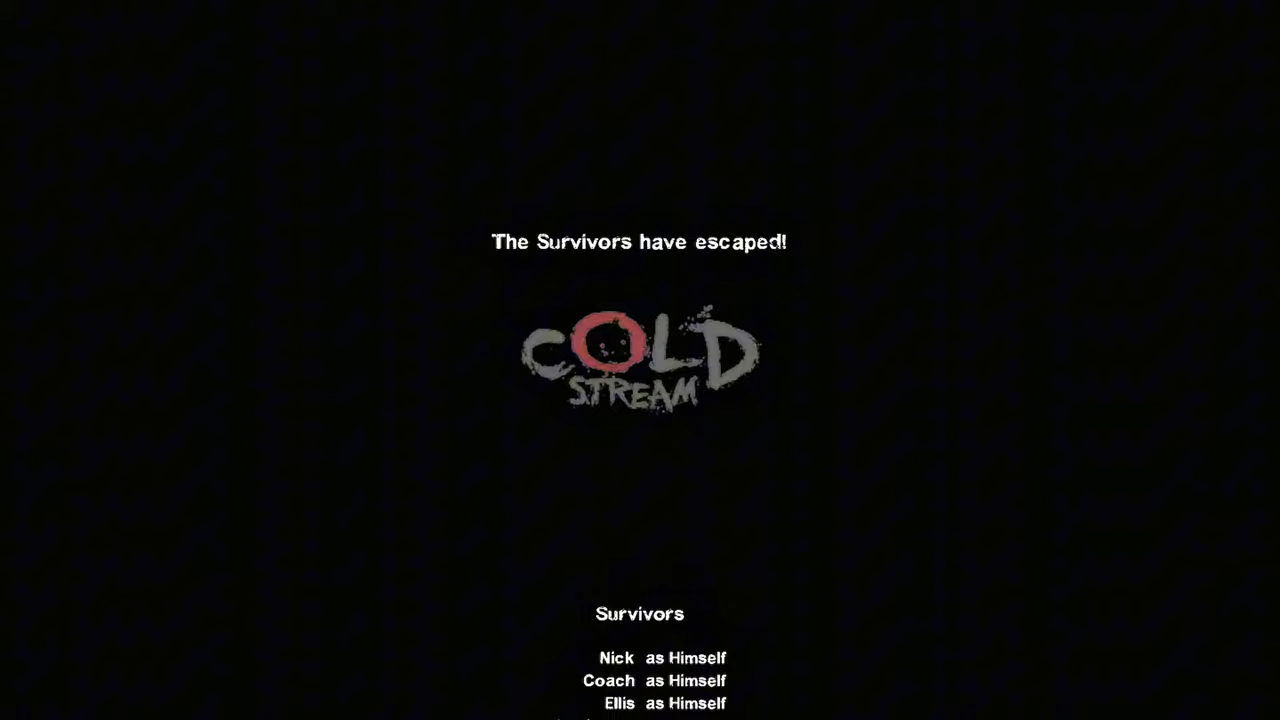 The Survivors have escaped!
COLD
STREAM
Survivors
Nick as Himself
Coach as Himself
Ellis as Himself